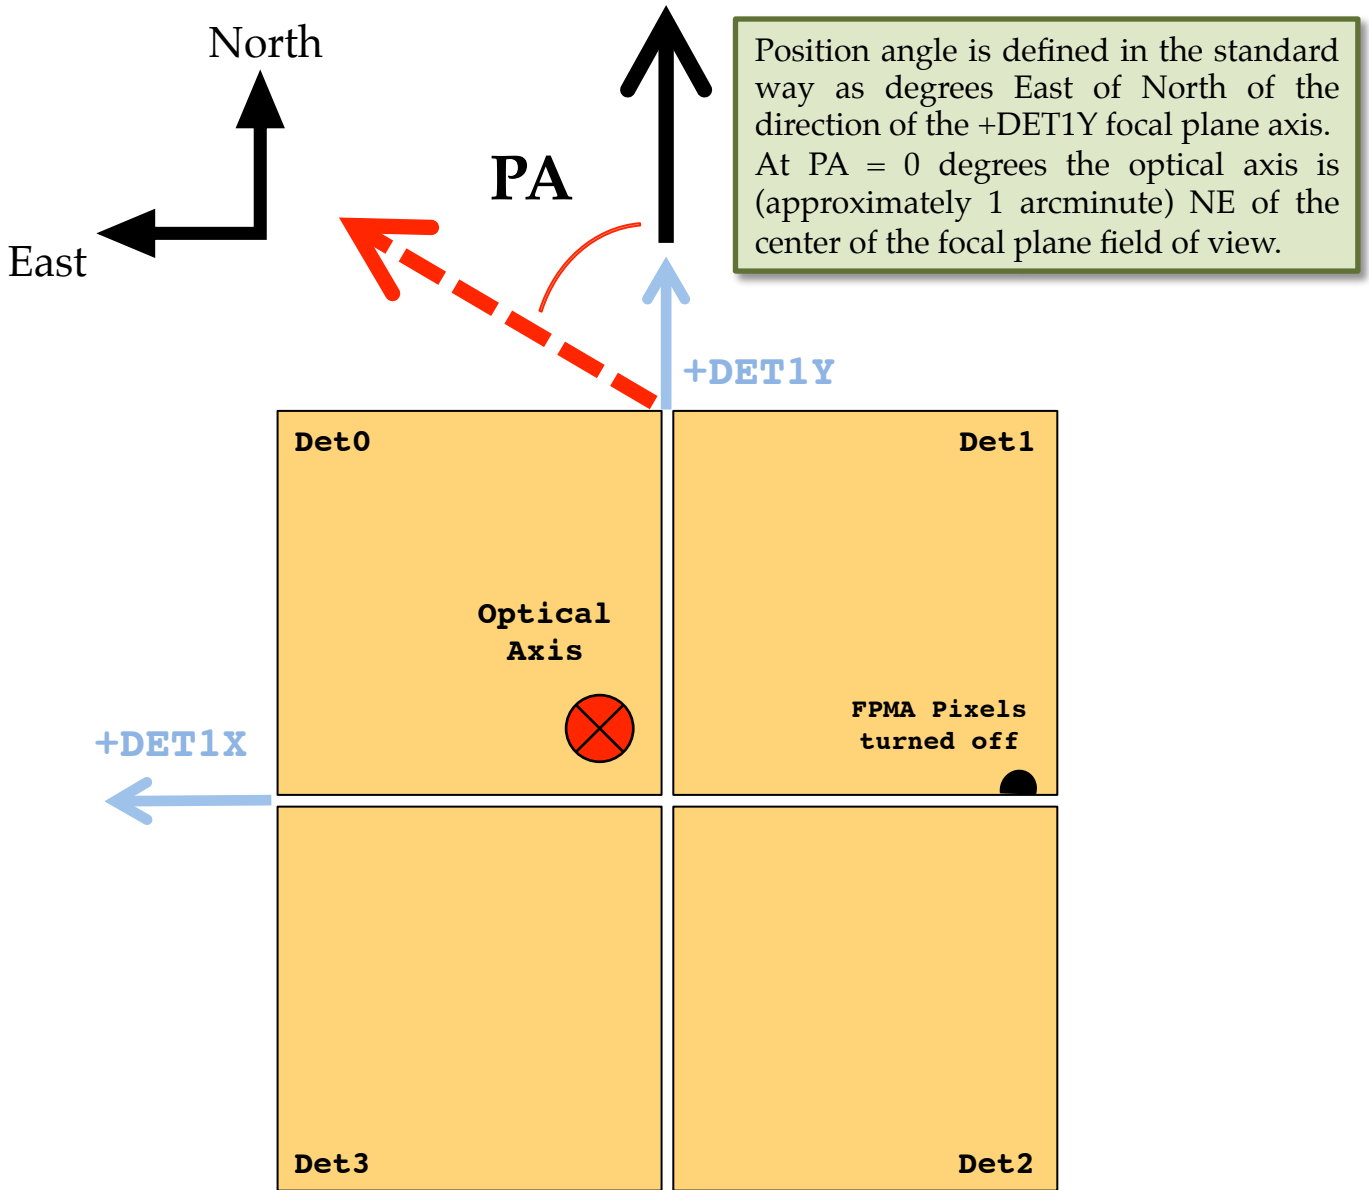 North
East
PA
Position angle is defined in the standard
way as degrees East of North of the
direction of the +DET1Y focal plane axis.
At PA = 0 degrees the optical axis is
(approximately 1 arcminute) NE of the
center of the focal plane field of view.
+DET1Y
Det0
Det1
Optical
Axis
FPMA Pixels
turned off
+DET1X
Det3
Det2